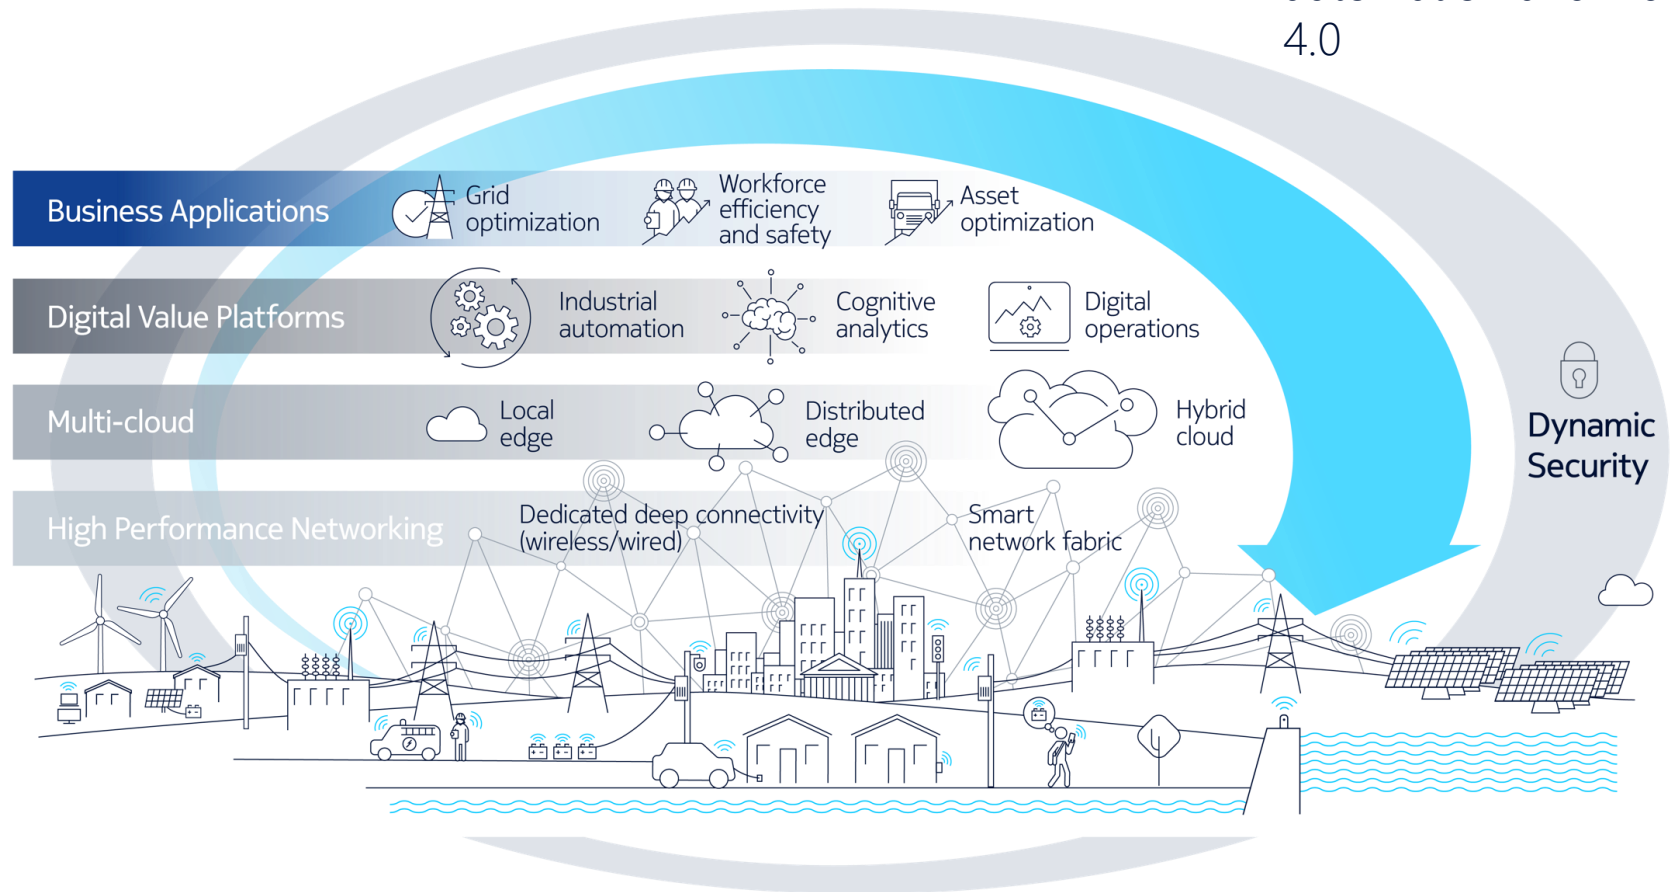 4.0
Business Applications
Grid
optimization
Workforce
efficiency
and safety
Asset
optimization
Digital Value Platforms
Industrial
automation
Cognitive
analytics
Digital
operations
Multi-cloud
Local
edge
Distributed
edge
Hybrid
cloud
Dynamic
Security
High Performance Networking
Dedicated deep connectivity
(wireless/wired)
Smart
network fabric